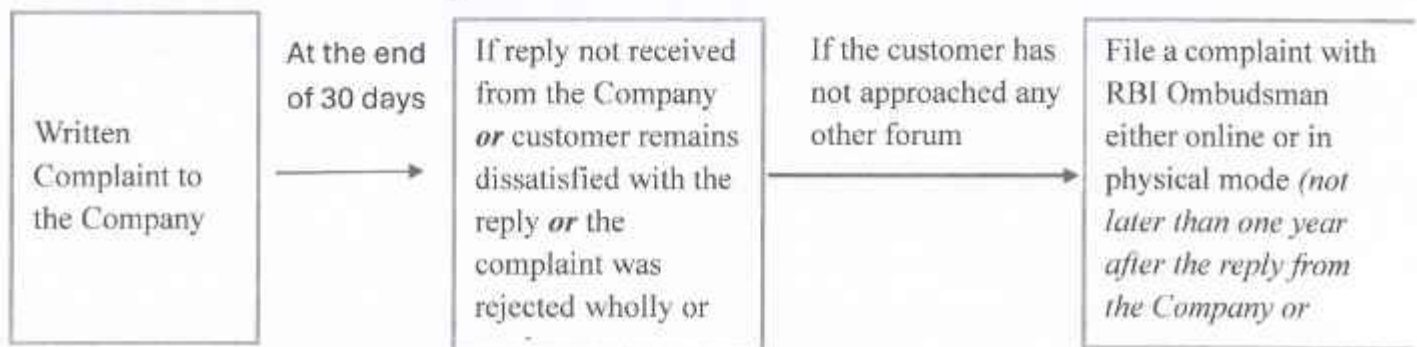 Written
Complaint to
the Company
At the end
of 30 days
If reply not received
from the Company
or customer remains
dissatisfied with the
reply or the
complaint was
rejected wholly or
If the customer has
not approached any
other forum
File a complaint with
RBI Ombudsman
either online or in
physical mode (not
later than one year
after the reply from
the Company or